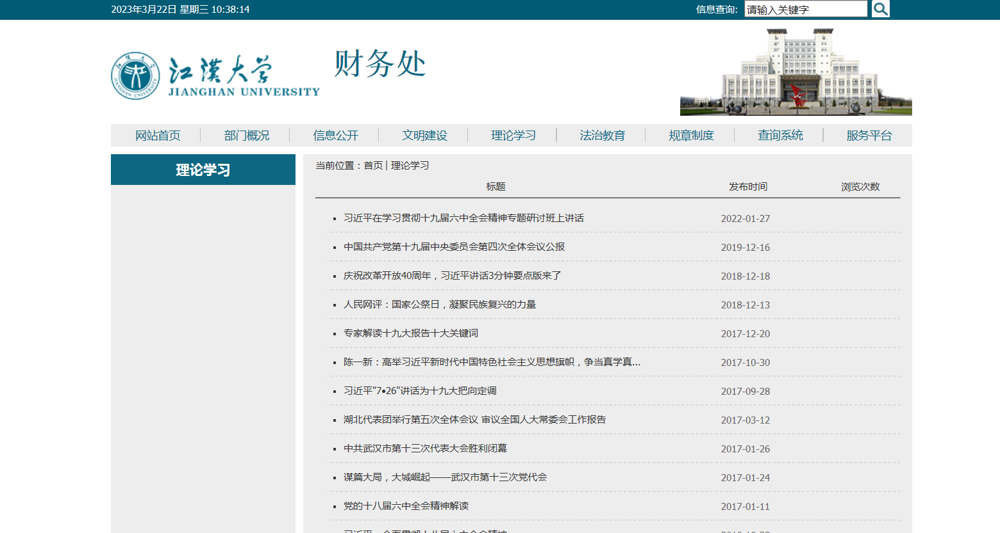 2023年3月22日 星期三 10:38:14
信息查询:
请输入关键字
江汉大学
JIANGHAN UNIVERSITY
财务处
网站首页
部门概况
信息公开
文明建设
理论学习
法治教育
规章制度
查询系统
服务平台
理论学习
当前位置：首页 | 理论学习
标题 发布时间 浏览次数
习近平在学习贯彻十九届六中全会精神专题研讨班上讲话 2022-01-27
中国共产党第十九届中央委员会第四次全体会议公报 2019-12-16
庆祝改革开放40周年，习近平讲话3分钟要点版来了 2018-12-18
人民网评：国家公祭日，凝聚民族复兴的力量 2018-12-13
专家解读十九大报告十大关键词 2017-12-20
陈一新：高举习近平新时代中国特色社会主义思想旗帜，争当真学真... 2017-10-30
习近平"7•26"讲话为十九大把向定调 2017-09-28
湖北代表团举行第五次全体会议 审议全国人大常委会工作报告 2017-03-12
中共武汉市第十三次代表大会胜利闭幕 2017-01-26
谋篇大局，大城崛起——武汉市第十三次党代会 2017-01-24
党的十八届六中全会精神解读 2017-01-11